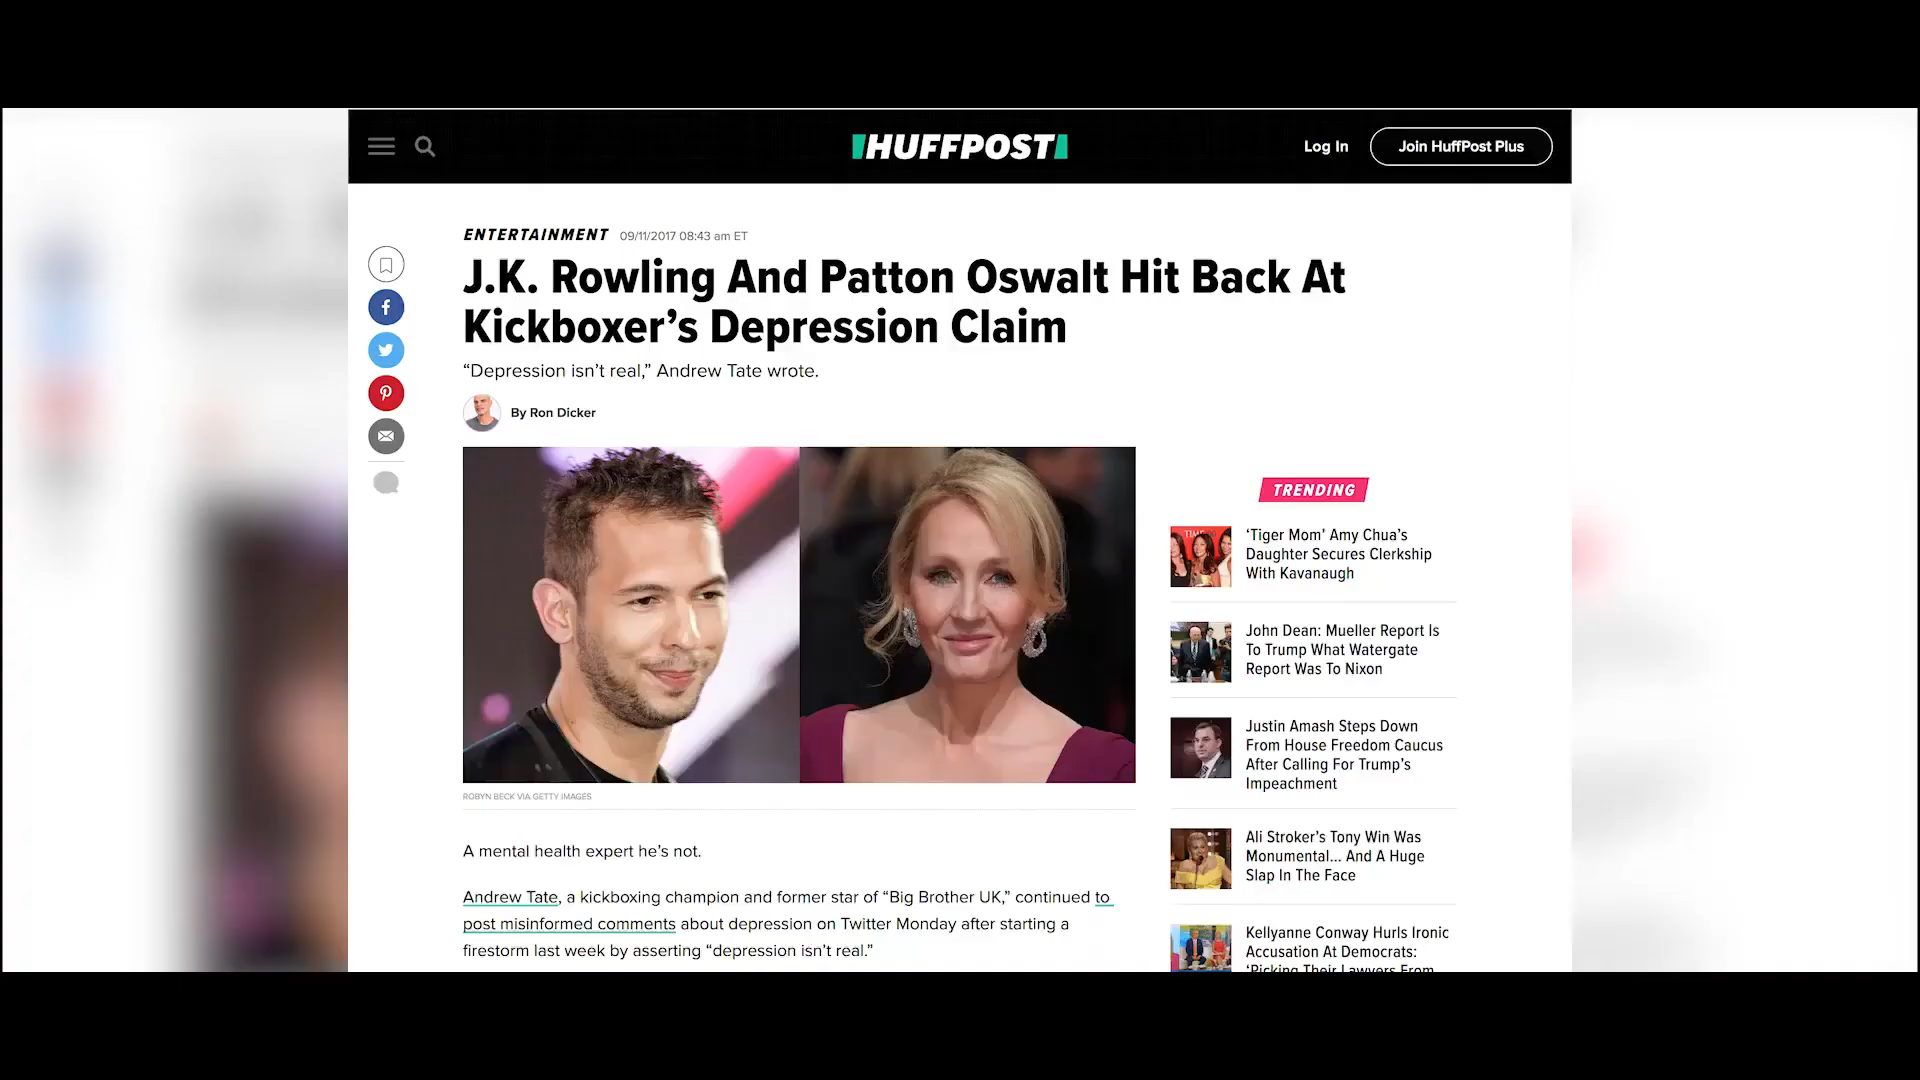 HUFFPOST
Log In
Join HuffPost Plus
ENTERTAINMENT 09/11/2017 08:43 am ET
J.K. Rowling And Patton Oswalt Hit Back At
Kickboxer’s Depression Claim
“Depression isn’t real,” Andrew Tate wrote.
By Ron Dicker
ROBYN BECK VIA GETTY IMAGES
A mental health expert he’s not.
Andrew Tate, a kickboxing champion and former star of “Big Brother UK,” continued to
post misinformed comments about depression on Twitter Monday after starting a
firestorm last week by asserting “depression isn’t real.”
TRENDING
‘Tiger Mom’ Amy Chua’s
Daughter Secures Clerkship
With Kavanaugh
John Dean: Mueller Report Is
To Trump What Watergate
Report Was To Nixon
Justin Amash Steps Down
From House Freedom Caucus
After Calling For Trump’s
Impeachment
Ali Stroker’s Tony Win Was
Monumental... And A Huge
Slap In The Face
Kellyanne Conway Hurls Ironic
Accusation At Democrats:
‘Picking Their Lawyers From